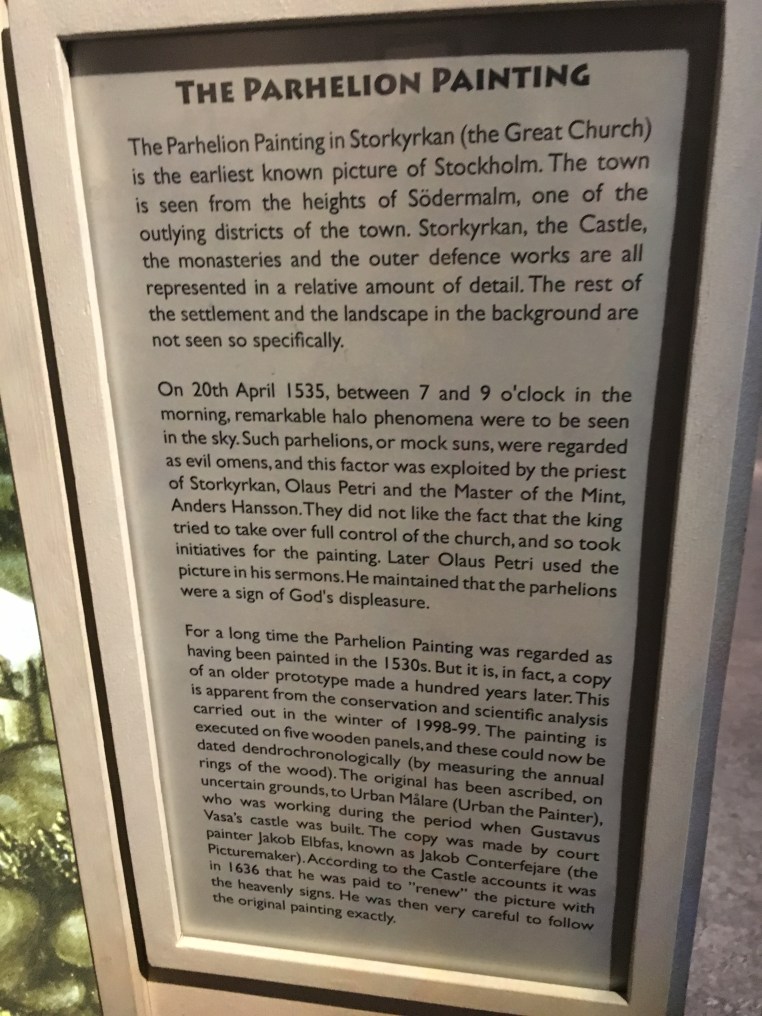 THE PARHELION PAINTING
The Parhelion Painting in Storkyrkan (the Great Church)
is the earliest known picture of Stockholm. The town
is seen from the heights of Södermalm, one of the
outlying districts of the town. Storkyrkan, the Castle,
the monasteries and the outer defence works are all
represented in a relative amount of detail. The rest of
the settlement and the landscape in the background are
not seen so specifically.
On 20th April 1535, between 7 and 9 o'clock in the
morning, remarkable halo phenomena were to be seen
in the sky. Such parhelions, or mock suns, were regarded
as evil omens, and this factor was exploited by the priest
of Storkyrkan, Olaus Petri and the Master of the Mint,
Anders Hansson. They did not like the fact that the king
tried to take over full control of the church, and so took
initiatives for the painting. Later Olaus Petri used the
picture in his sermons. He maintained that the parhelions
were a sign of God's displeasure.
For a long time the Parhelion Painting was regarded as
having been painted in the 1530s. But it is, in fact, a copy
of an older prototype made a hundred years later. This
is apparent from the conservation and scientific analysis
carried out in the winter of 1998-99. The painting is
executed on five wooden panels, and these could now be
dated dendrochronologically (by measuring the annual
rings of the wood). The original has been ascribed, on
uncertain grounds, to Urban Målare (Urban the Painter),
who was working during the period when Gustavus
Vasa's castle was built. The copy was made by court
painter Jakob Elbfas, known as Jakob Conterfejare (the
Picturemaker). According to the Castle accounts it was
in 1636 that he was paid to "renew" the picture with
the heavenly signs. He was then very careful to follow
the original painting exactly.